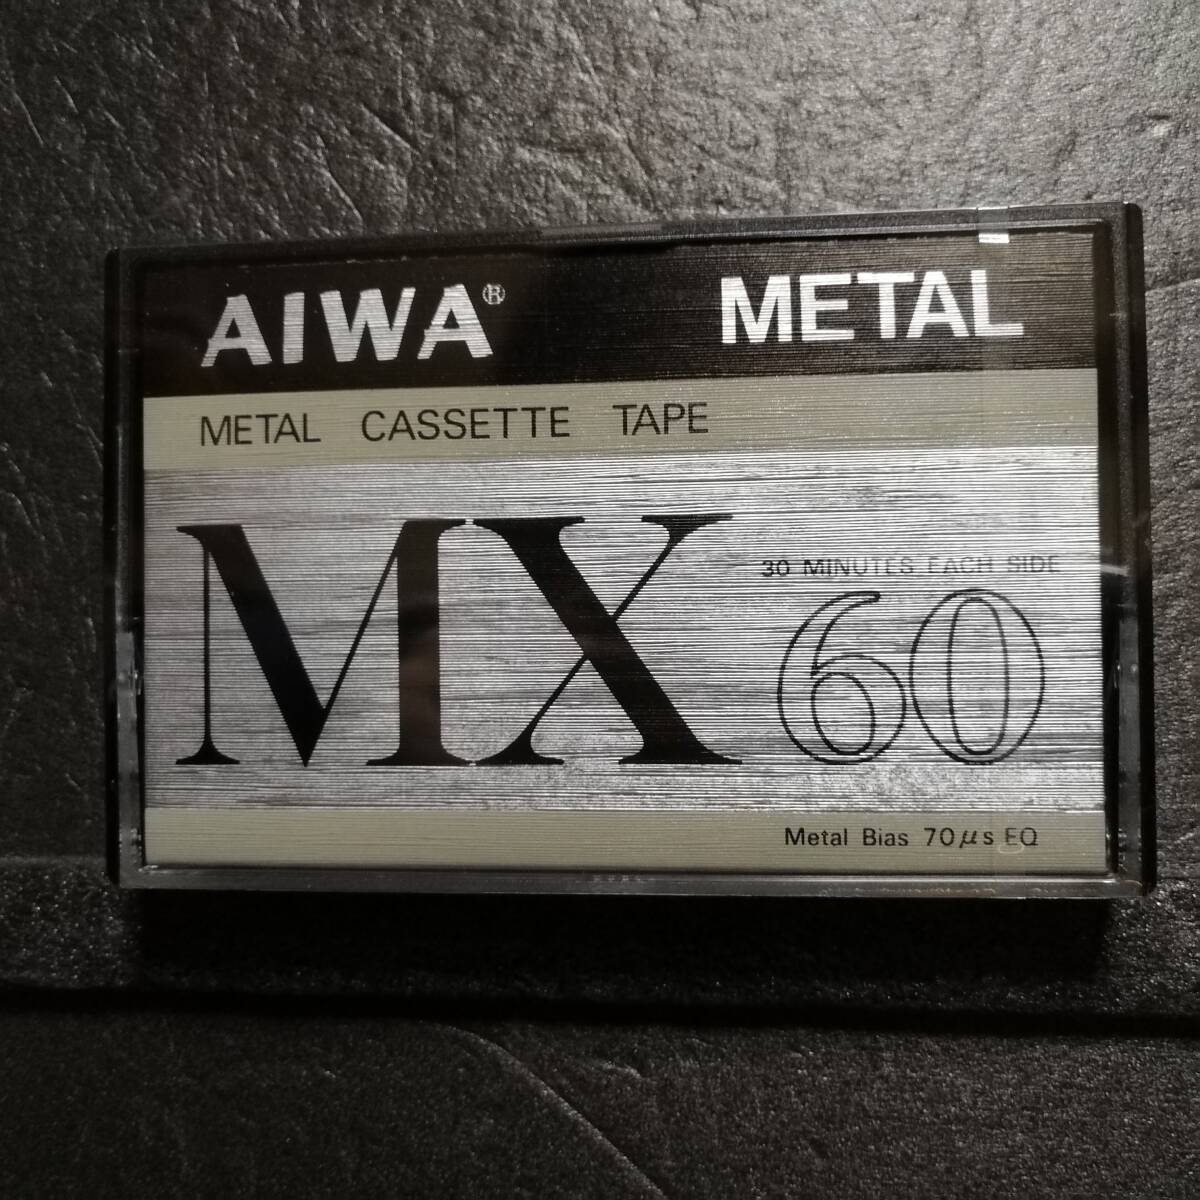 AIWA® METAL
METAL CASSETTE TAPE
MX 60
30 MINUTES EACH SIDE
Metal Bias 70μs EQ